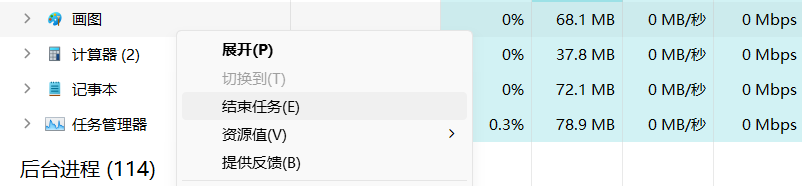 画图 0% 68.1 MB 0 MB/秒 0 Mbps
展开(P)
计算器 (2) 0% 37.8 MB 0 MB/秒 0 Mbps
切换到(T)
记事本 0% 72.1 MB 0 MB/秒 0 Mbps
结束任务(E)
任务管理器 0.3% 78.9 MB 0 MB/秒 0 Mbps
资源值(V)
提供反馈(B)
后台进程 (114)